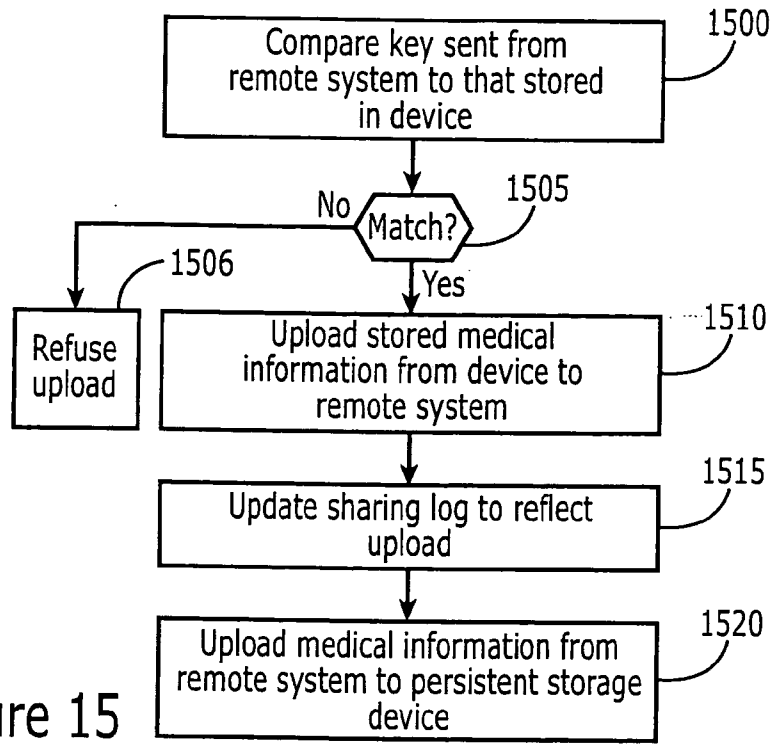 1500
Compare key sent from
remote system to that stored
in device
1505
No
Match?
1506
Yes
Refuse
upload
1510
Upload stored medical
information from device to
remote system
1515
Update sharing log to reflect
upload
1520
Upload medical information from
remote system to persistent storage
device
ure 15